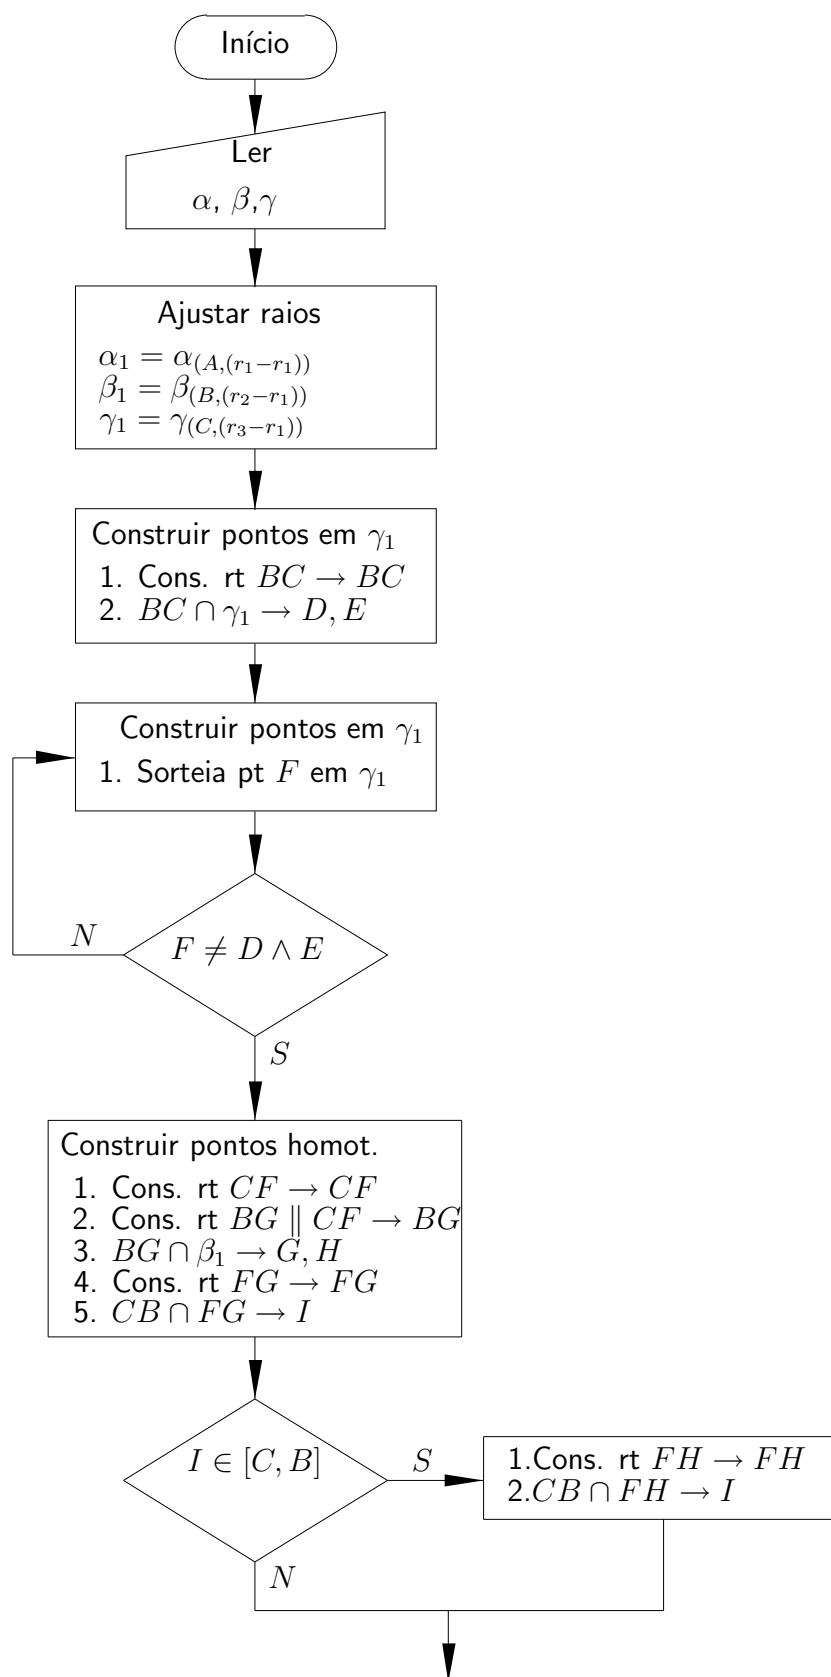 Início
Ler
α, β,γ
Ajustar raios
α₁ = α₍A,(r₁−r₁)₎
β₁ = β₍B,(r₂−r₁)₎
γ₁ = γ₍C,(r₃−r₁)₎
Construir pontos em γ₁
1. Cons. rt BC → BC
2. BC ∩ γ₁ → D, E
Construir pontos em γ₁
1. Sorteia pt F em γ₁
N
F ≠ D ∧ E
S
Construir pontos homot.
1. Cons. rt CF → CF
2. Cons. rt BG ∥ CF → BG
3. BG ∩ β₁ → G, H
4. Cons. rt FG → FG
5. CB ∩ FG → I
I ∈ [C, B]
S
1.Cons. rt FH → FH
2.CB ∩ FH → I
N